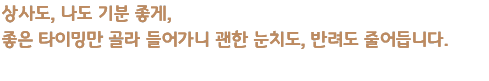 상사도, 나도 기분 좋게,
좋은 타이밍만 골라 들어가니 괜한 눈치도, 반려도 줄어듭니다.